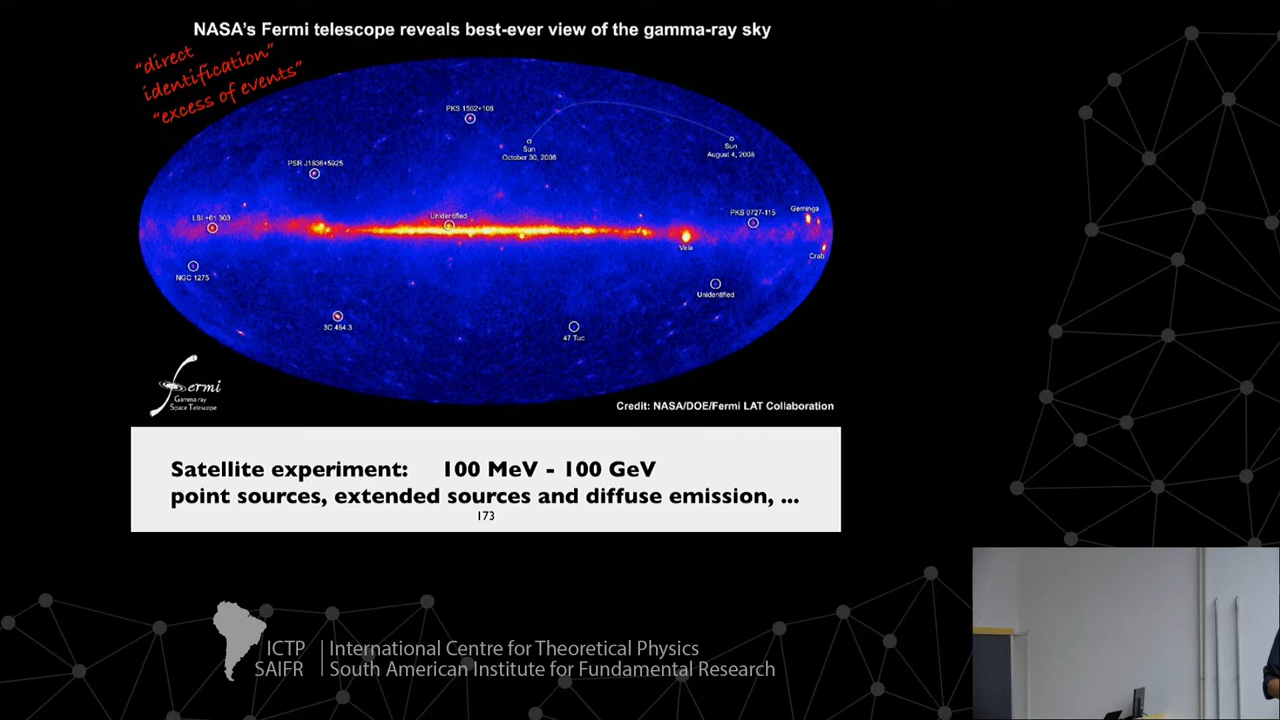 NASA's Fermi telescope reveals best-ever view of the gamma-ray sky
"direct
identification"
"excess of events"
PKS 1502+106
Sun
October 30, 2008
Sun
August 4, 2008
PSR J1836+5925
LSI +61 303
Unidentified
PKS 0727-115
Geminga
Vela
Crab
NGC 1275
Unidentified
3C 454.3
47 Tuc
Fermi
Gamma-ray
Space Telescope
Credit: NASA/DOE/Fermi LAT Collaboration
Satellite experiment: 100 MeV - 100 GeV
point sources, extended sources and diffuse emission, ...
173
ICTP
SAIFR
International Centre for Theoretical Physics
South American Institute for Fundamental Research